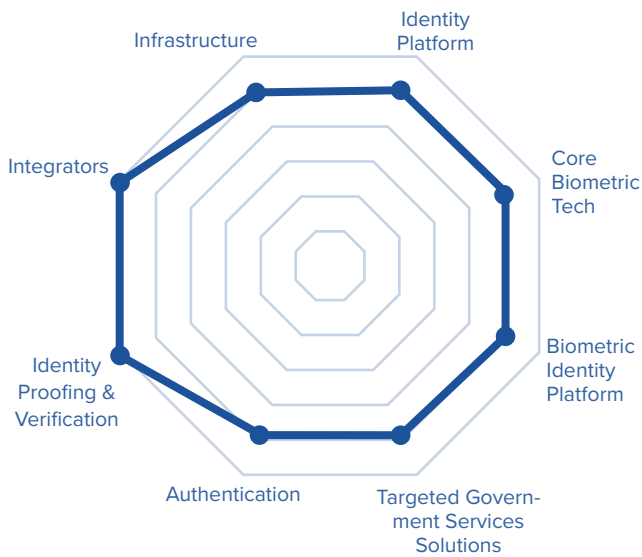 Identity
Platform
Infrastructure
Core
Biometric
Tech
Integrators
Biometric
Identity
Platform
Identity
Proofing &
Verification
Authentication
Targeted Govern-
ment Services
Solutions